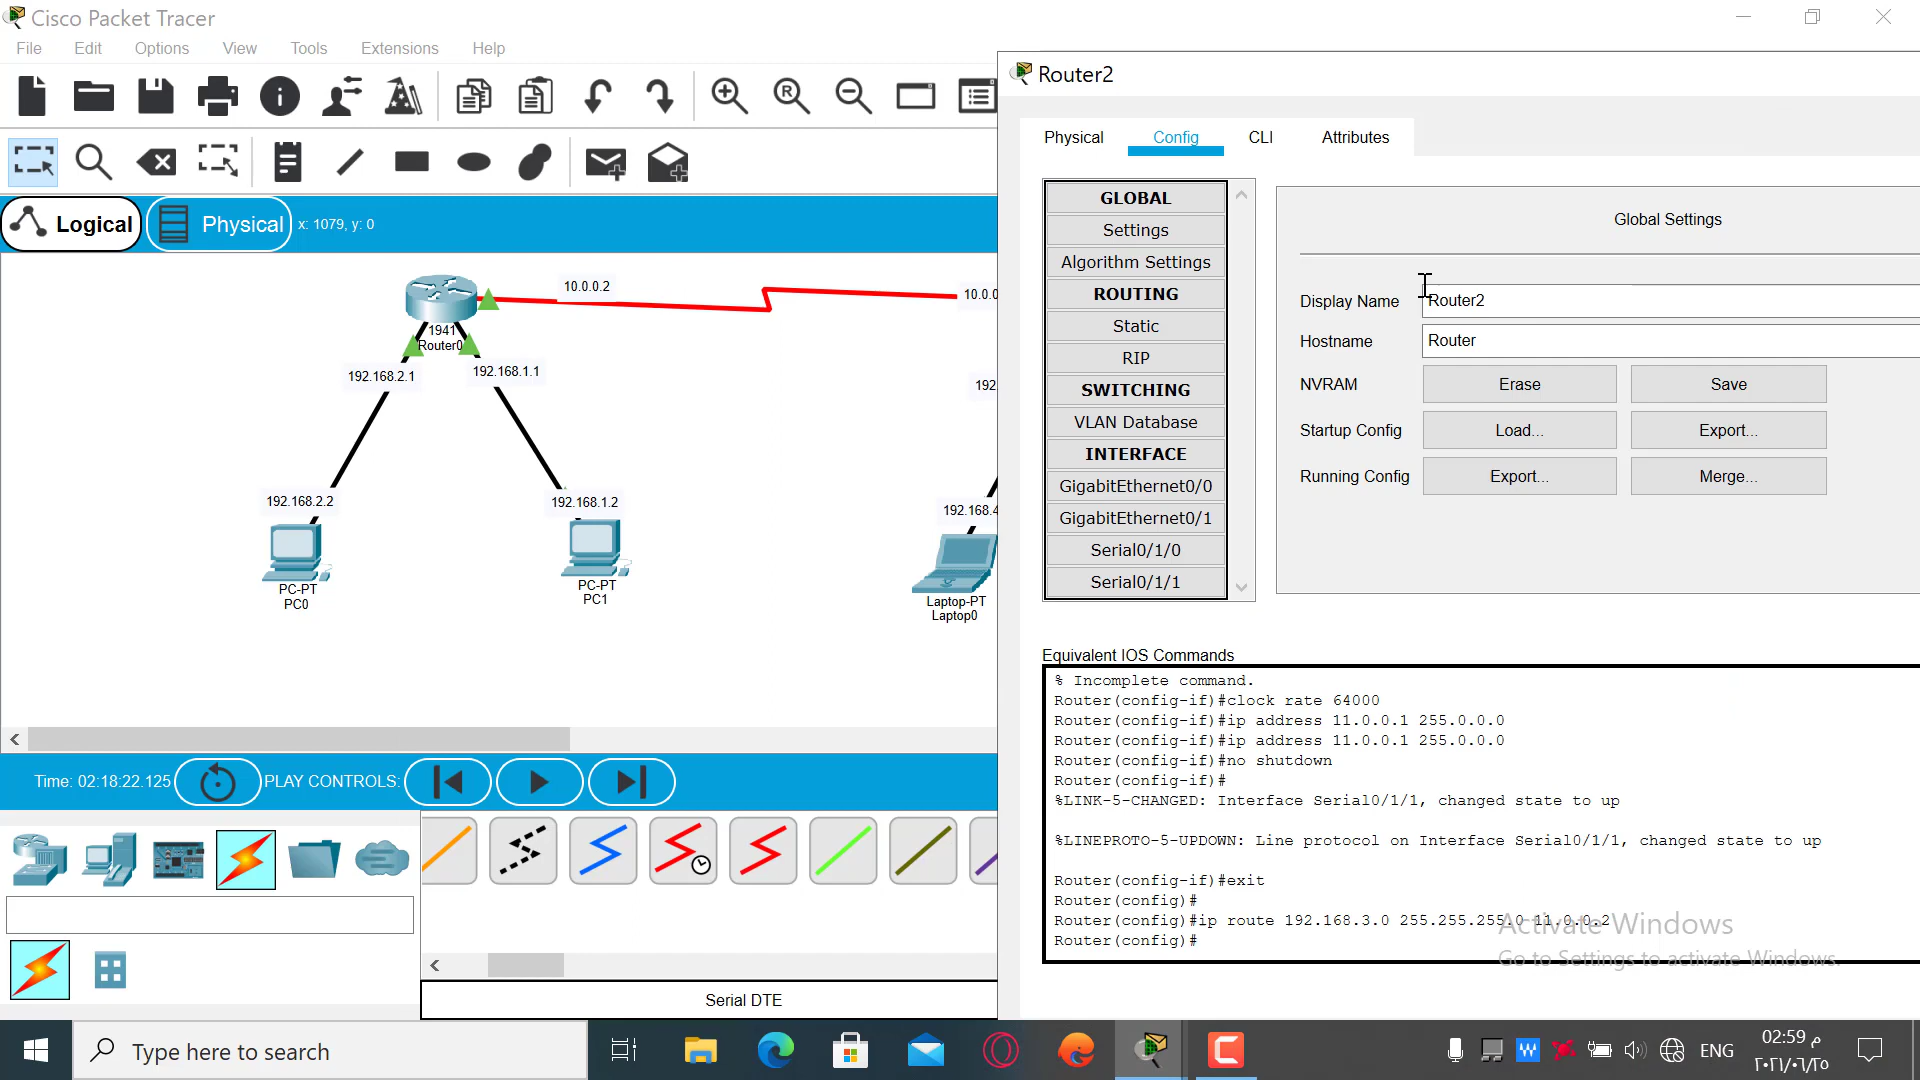 Cisco Packet Tracer
File Edit Options View Tools Extensions Help
Logical
Physical
x: 1079, y: 0
10.0.0.2
10.0.0
1941
Router0
192.168.2.1
192.168.1.1
192
192.168.2.2
192.168.1.2
192.168.4
PC-PT
PC0
PC-PT
PC1
Laptop-PT
Laptop0
Time: 02:18:22.125
PLAY CONTROLS:
Serial DTE
Router2
Physical Config CLI Attributes
GLOBAL
Settings
Algorithm Settings
ROUTING
Static
RIP
SWITCHING
VLAN Database
INTERFACE
GigabitEthernet0/0
GigabitEthernet0/1
Serial0/1/0
Serial0/1/1
Global Settings
Display Name Router2
Hostname Router
NVRAM Erase Save
Startup Config Load... Export...
Running Config Export... Merge...
Equivalent IOS Commands
% Incomplete command.
Router(config-if)#clock rate 64000
Router(config-if)#ip address 11.0.0.1 255.0.0.0
Router(config-if)#ip address 11.0.0.1 255.0.0.0
Router(config-if)#no shutdown
Router(config-if)#
%LINK-5-CHANGED: Interface Serial0/1/1, changed state to up
%LINEPROTO-5-UPDOWN: Line protocol on Interface Serial0/1/1, changed state to up
Router(config-if)#exit
Router(config)#
Router(config)#ip route 192.168.3.0 255.255.255.0 11.0.0.2
Router(config)#
Activate Windows
Go to Settings to activate Windows.
Type here to search
ENG
02:59 م
٢٠٢١/٠٦/٢٥